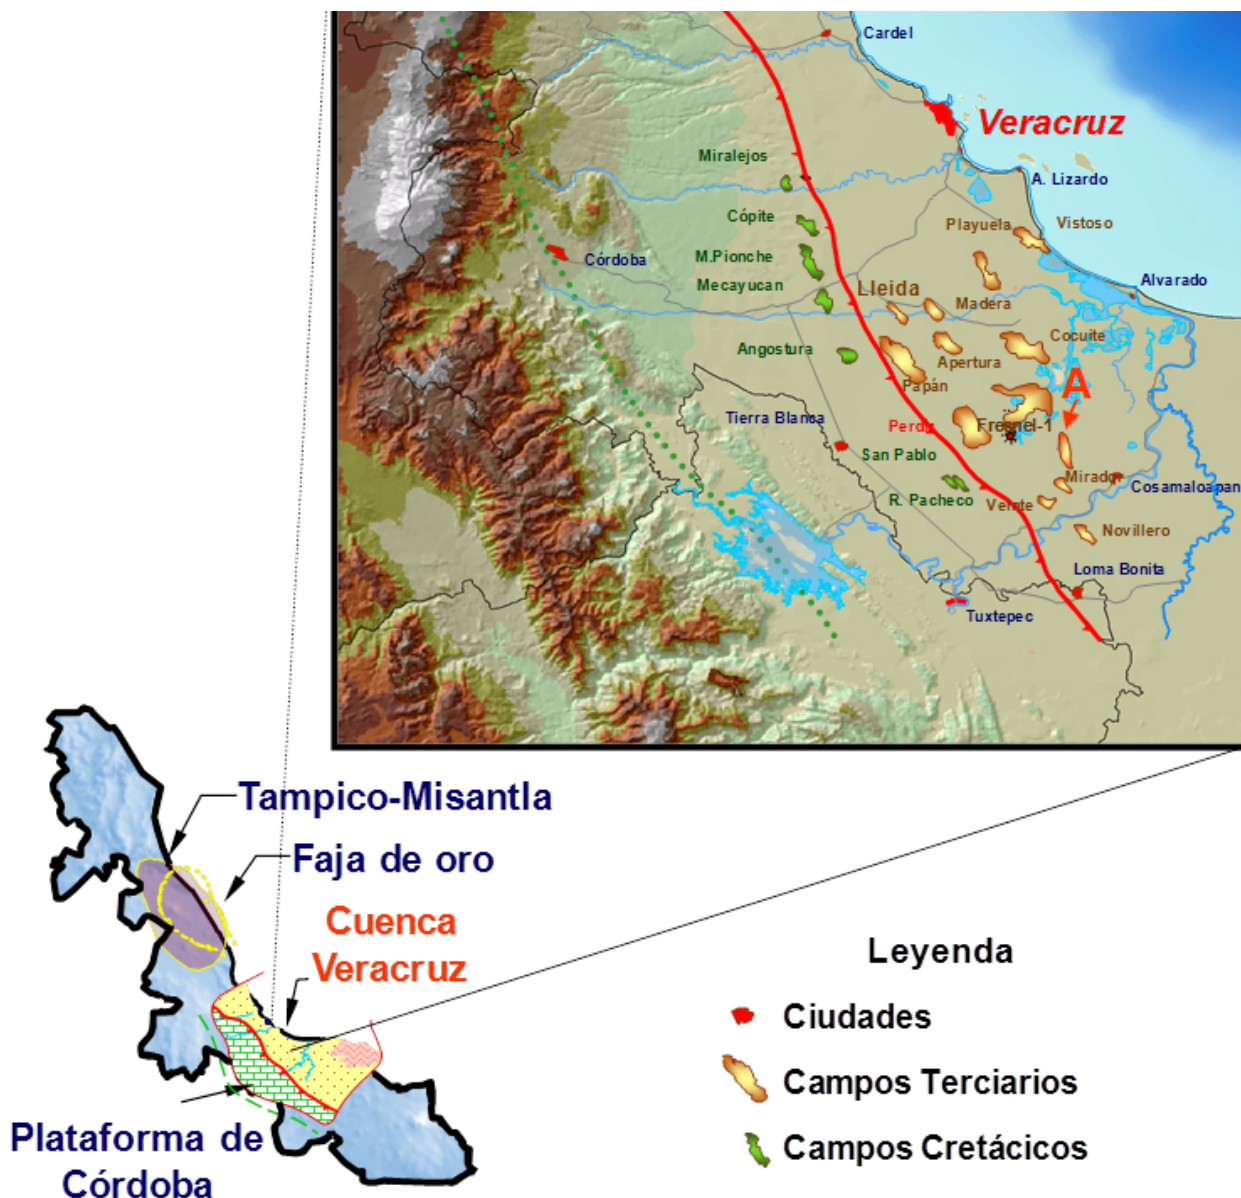 Cardel
Veracruz
Miralejos
A. Lizardo
Cópite
Playuela
Vistoso
M.Pionche
Córdoba
Mecayucan
Lleida
Alvarado
Madera
Cocuite
Angostura
Apertura
Papán
A
Tierra Blanca
Perdiz
Fresnel-1
San Pablo
Mirador
Cosamaloapan
R. Pacheco
Veinte
Novillero
Loma Bonita
Tuxtepec
Tampico-Misantla
Faja de oro
Cuenca
Veracruz
Plataforma de
Córdoba
Leyenda
Ciudades
Campos Terciarios
Campos Cretácicos